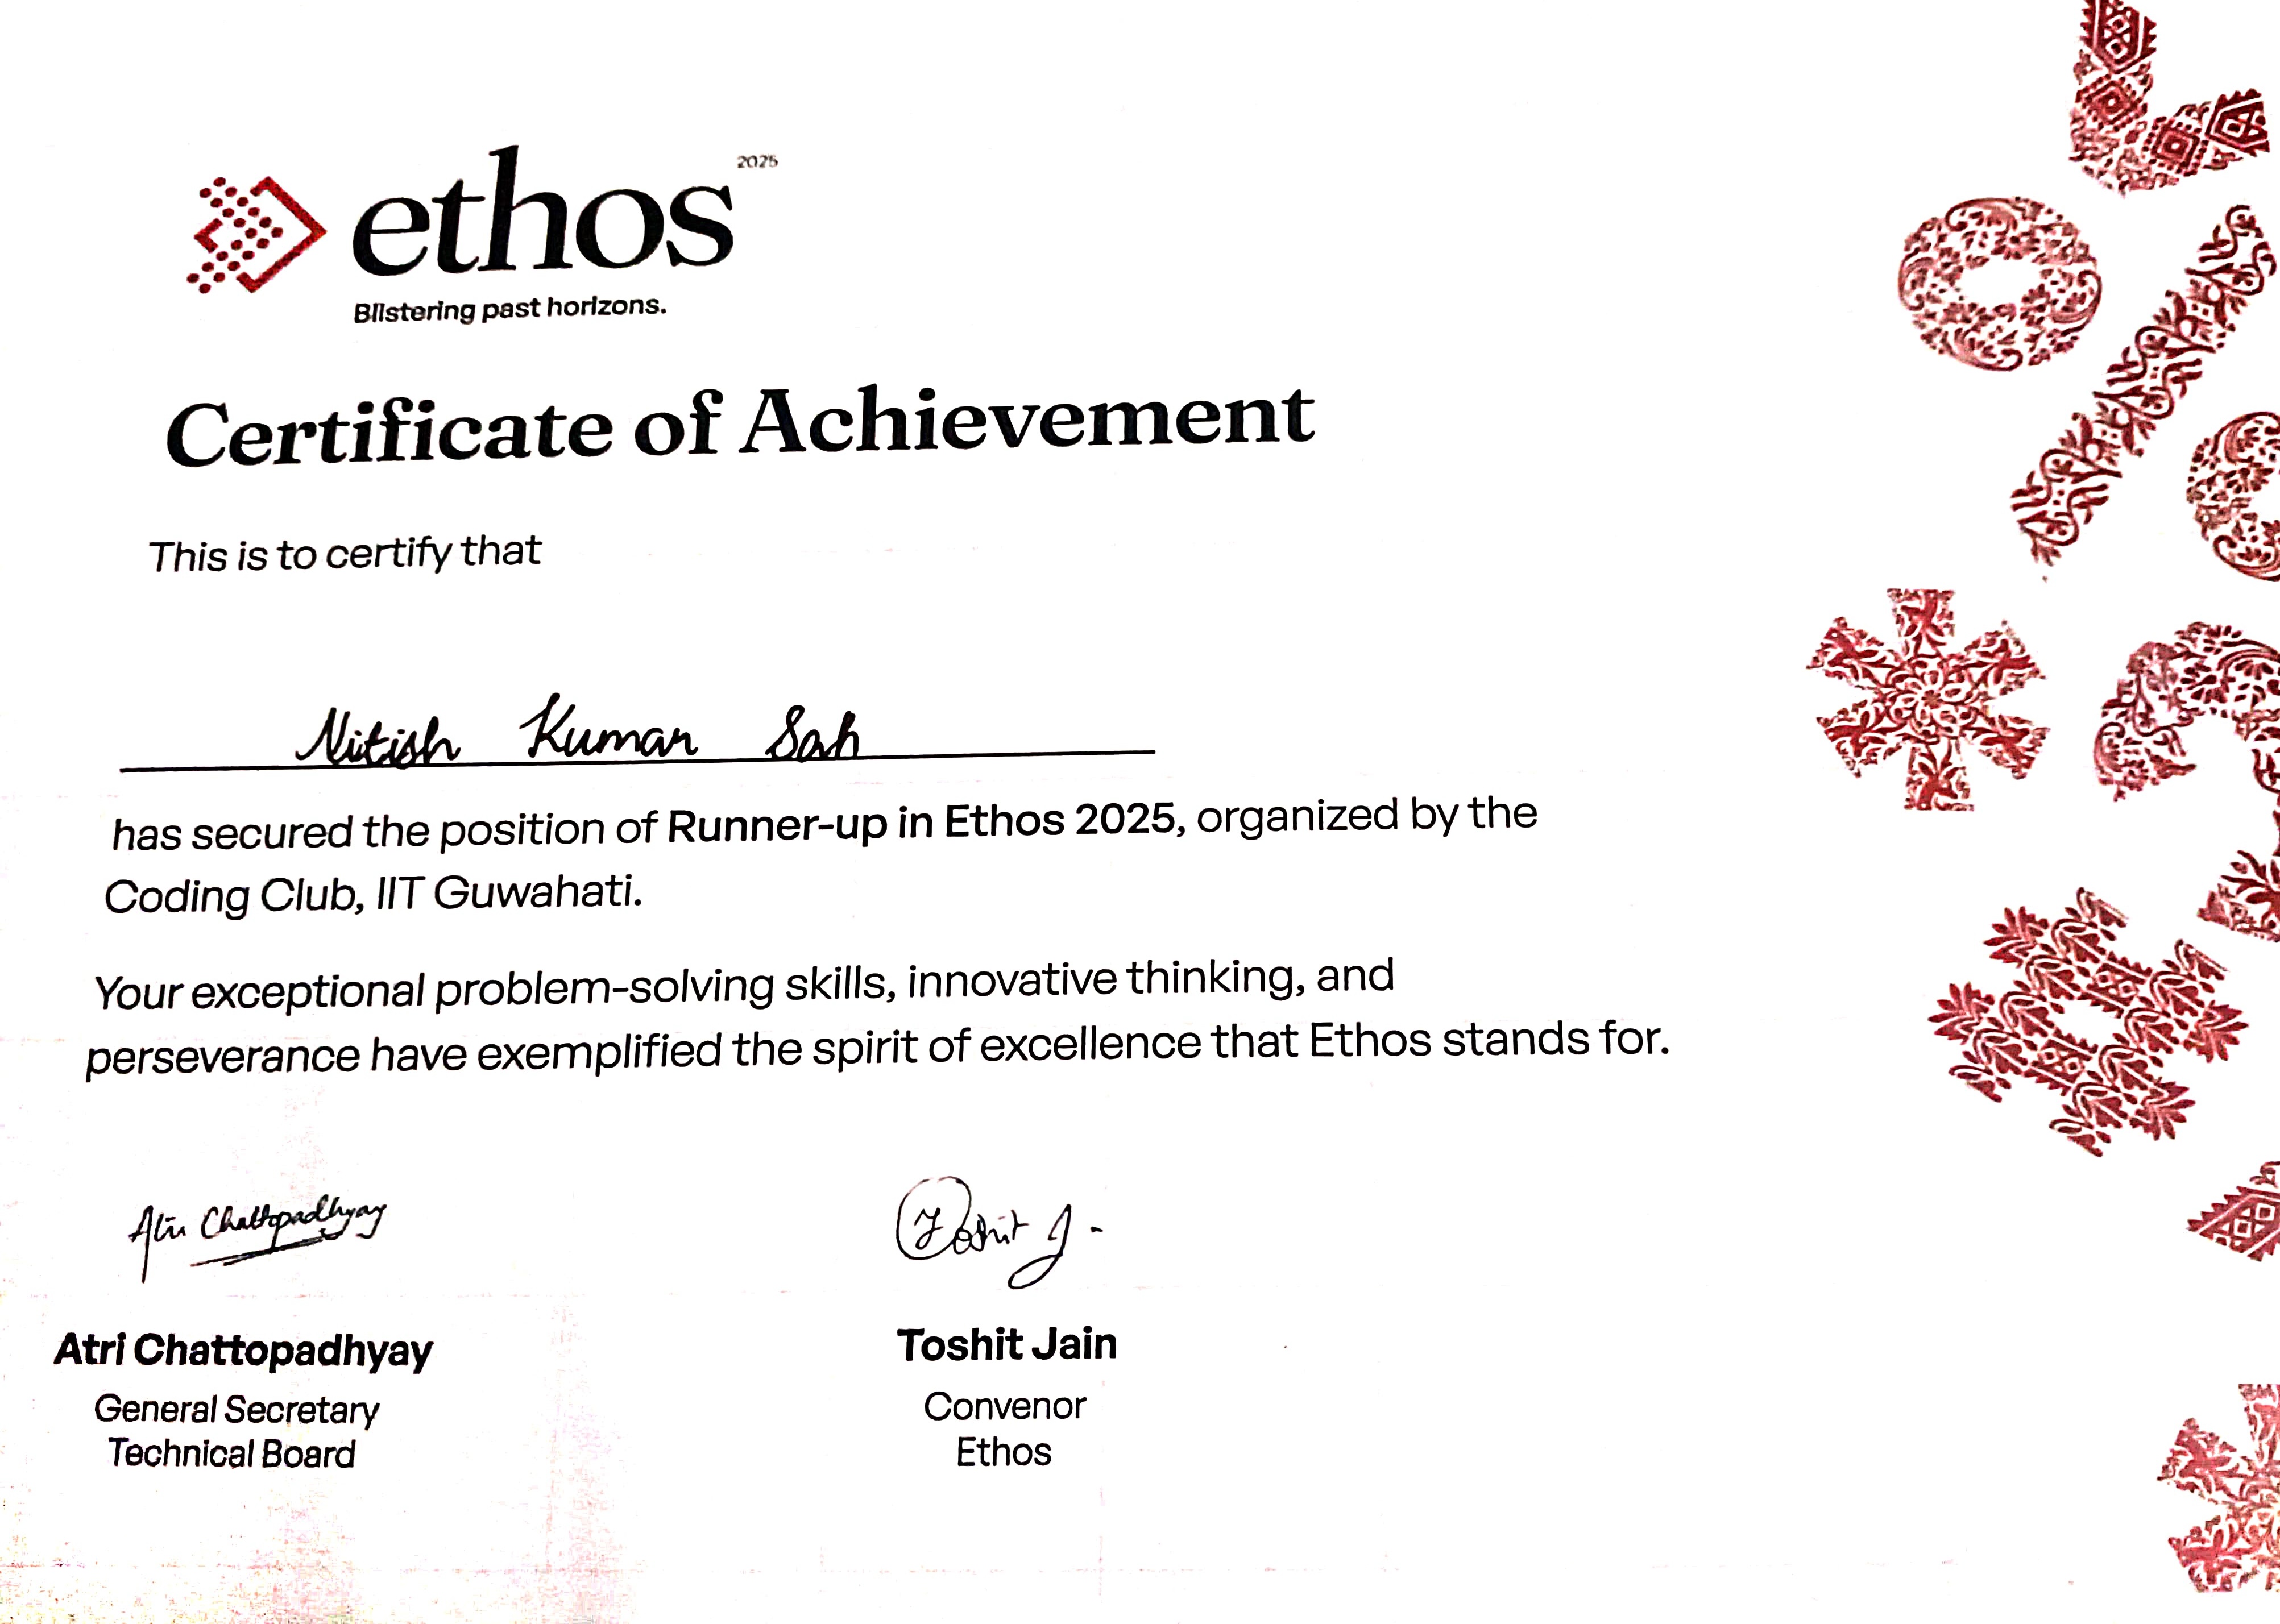 ethos 2025
Blistering past horizons.
Certificate of Achievement
This is to certify that
Nitish Kumar Sah
has secured the position of Runner-up in Ethos 2025, organized by the
Coding Club, IIT Guwahati.
Your exceptional problem-solving skills, innovative thinking, and
perseverance have exemplified the spirit of excellence that Ethos stands for.
Atri Chattopadhyay
Toshit J.
Atri Chattopadhyay
Toshit Jain
General Secretary
Convenor
Technical Board
Ethos